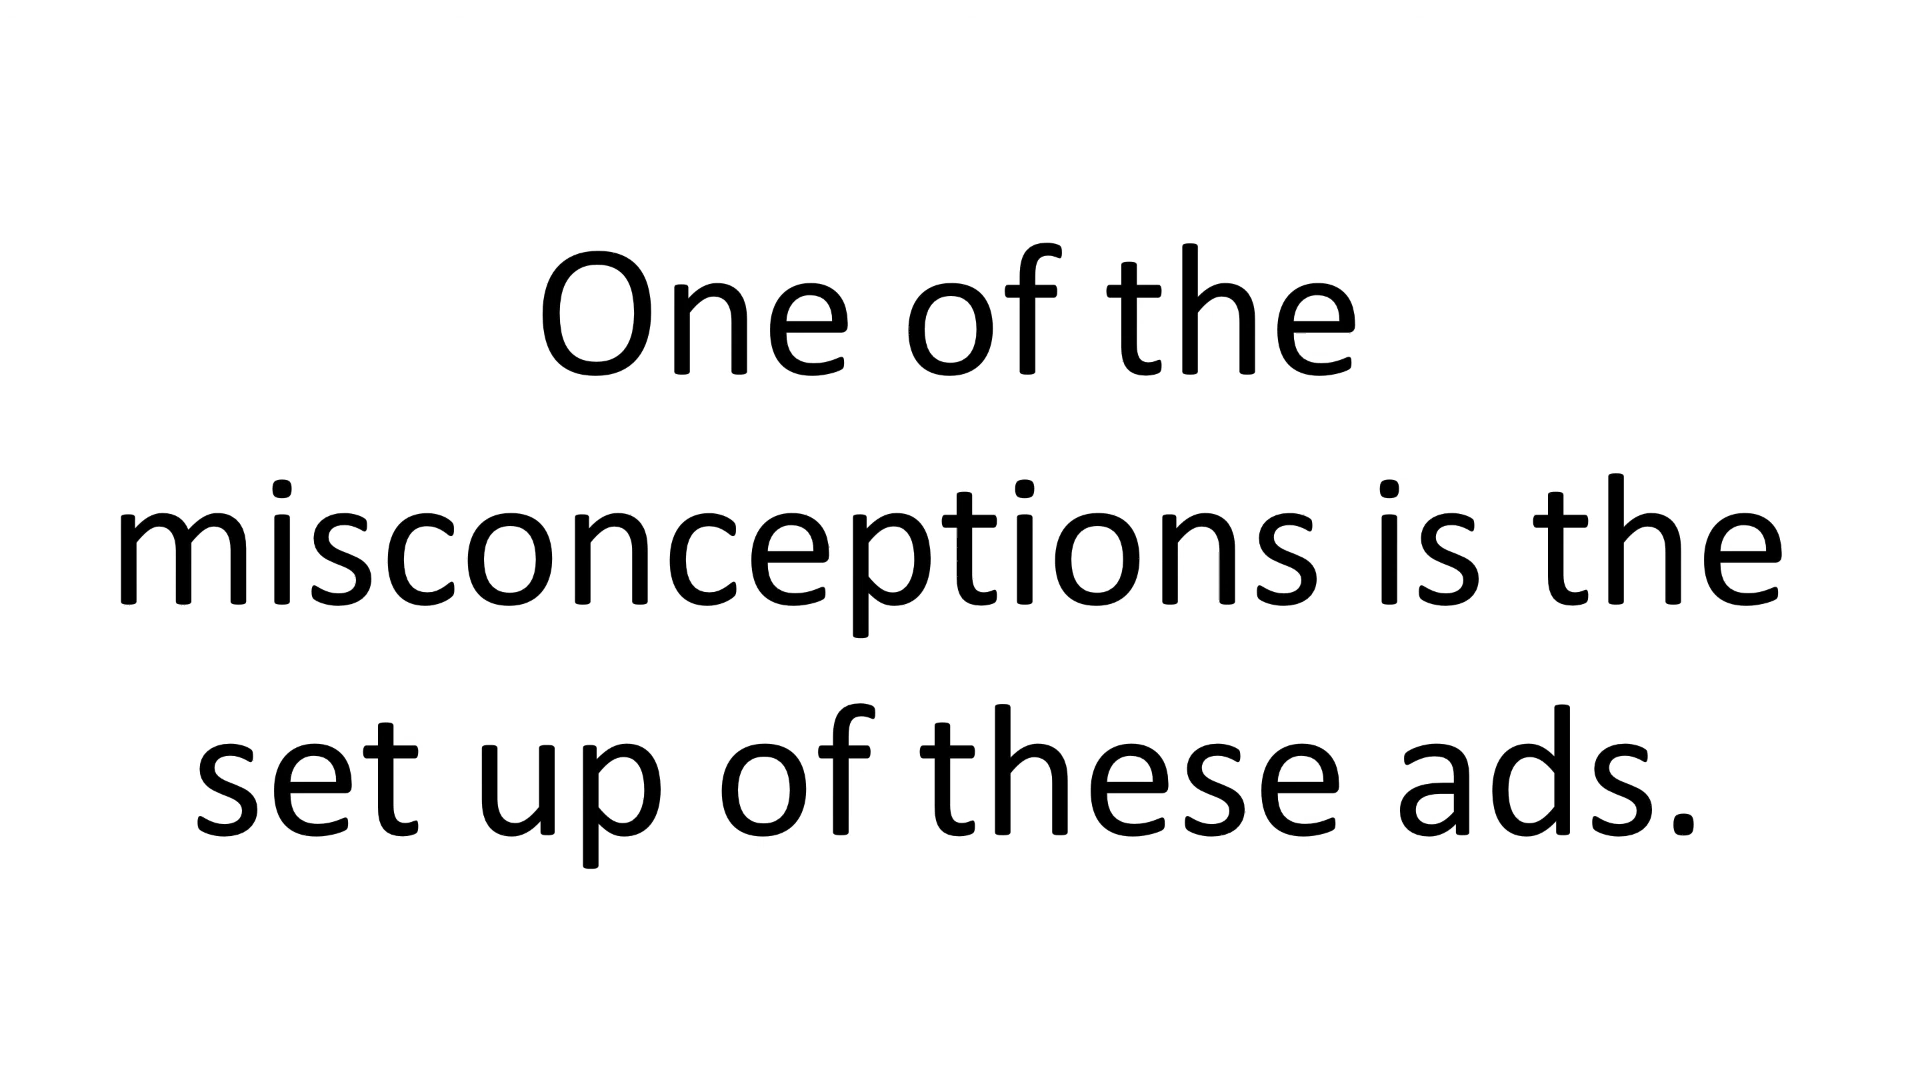 One of the
misconceptions is the
set up of these ads.